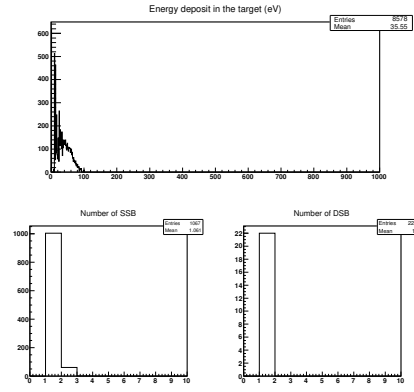 Energy deposit in the target (eV)
Entries 8578
Mean 35.55
600
500
400
300
200
100
0
0 100 200 300 400 500 600 700 800 900 1000
Number of SSB
Entries 1067
Mean 1.061
1000
800
600
400
200
0
0 1 2 3 4 5 6 7 8 9 10
Number of DSB
Entries 22
Mean 1
22
20
18
16
14
12
10
8
6
4
2
0
0 1 2 3 4 5 6 7 8 9 10